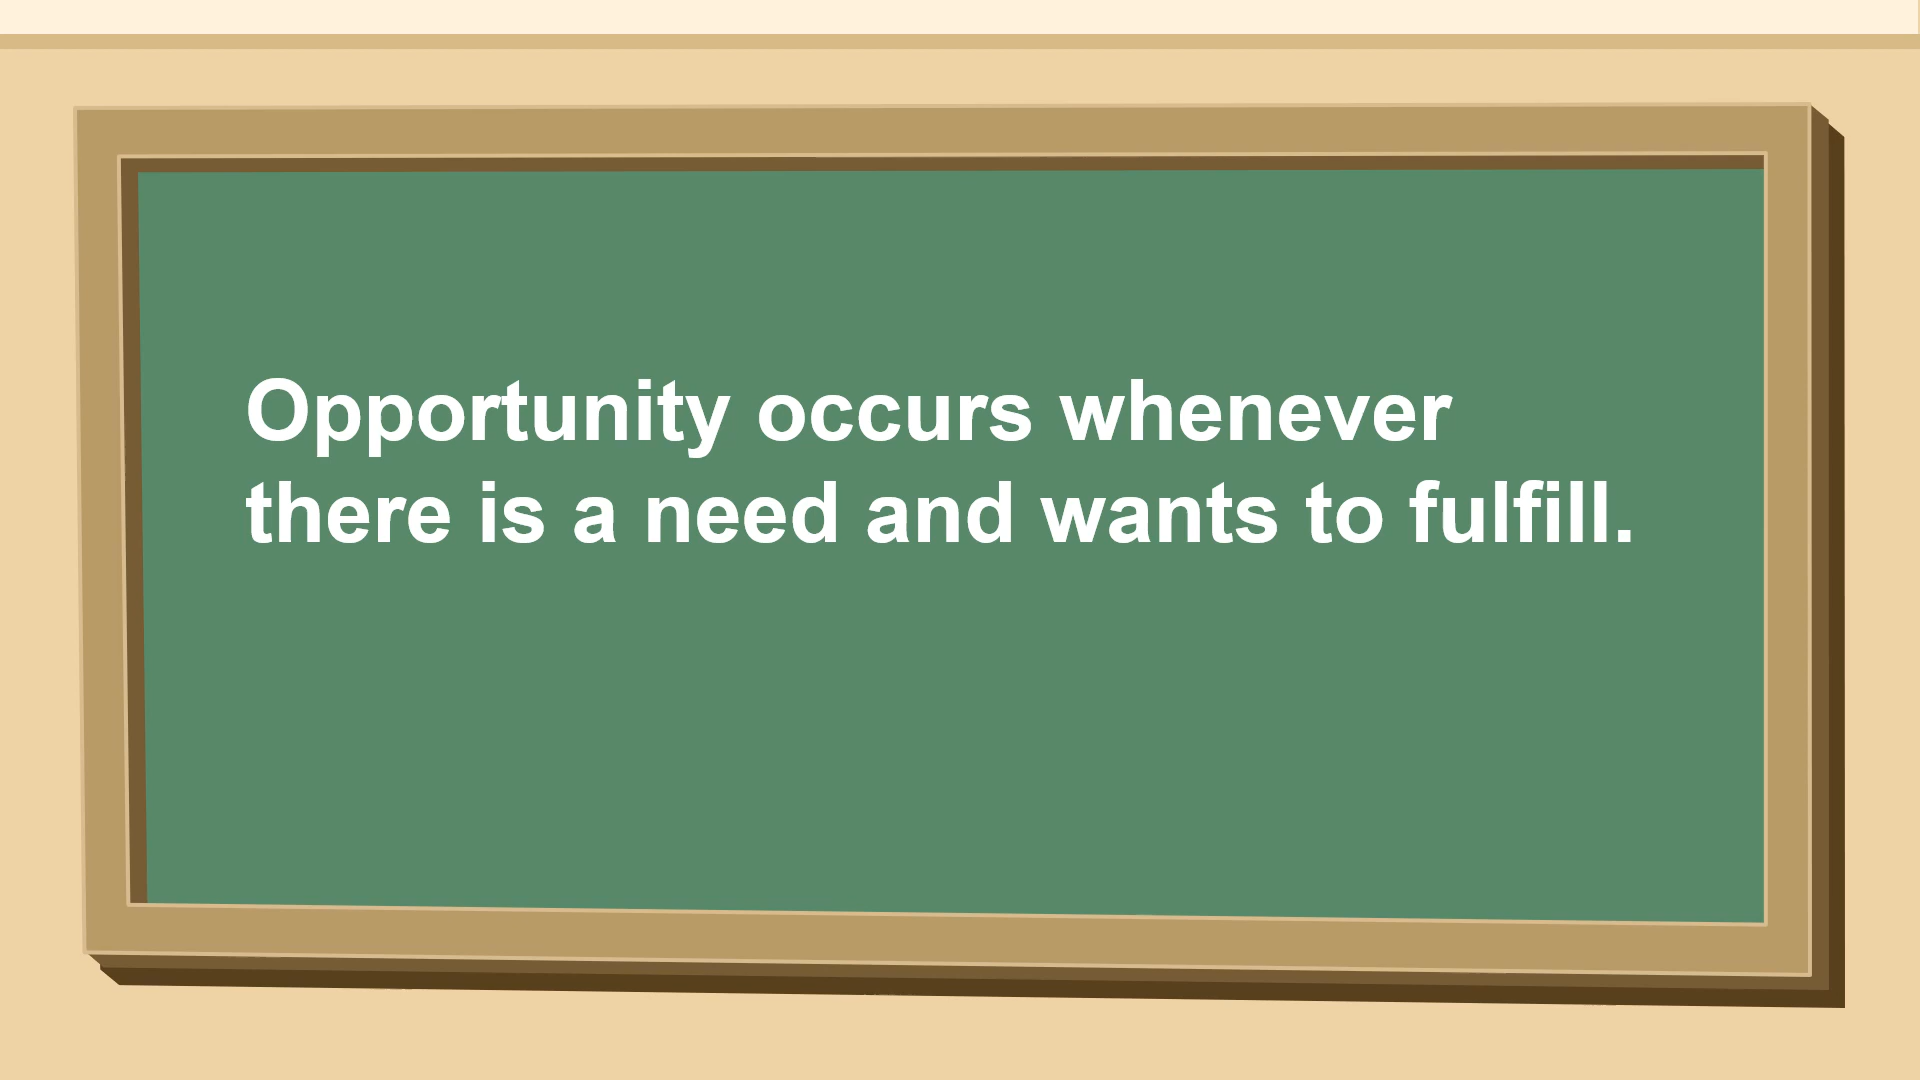 Opportunity occurs whenever
there is a need and wants to fulfill.